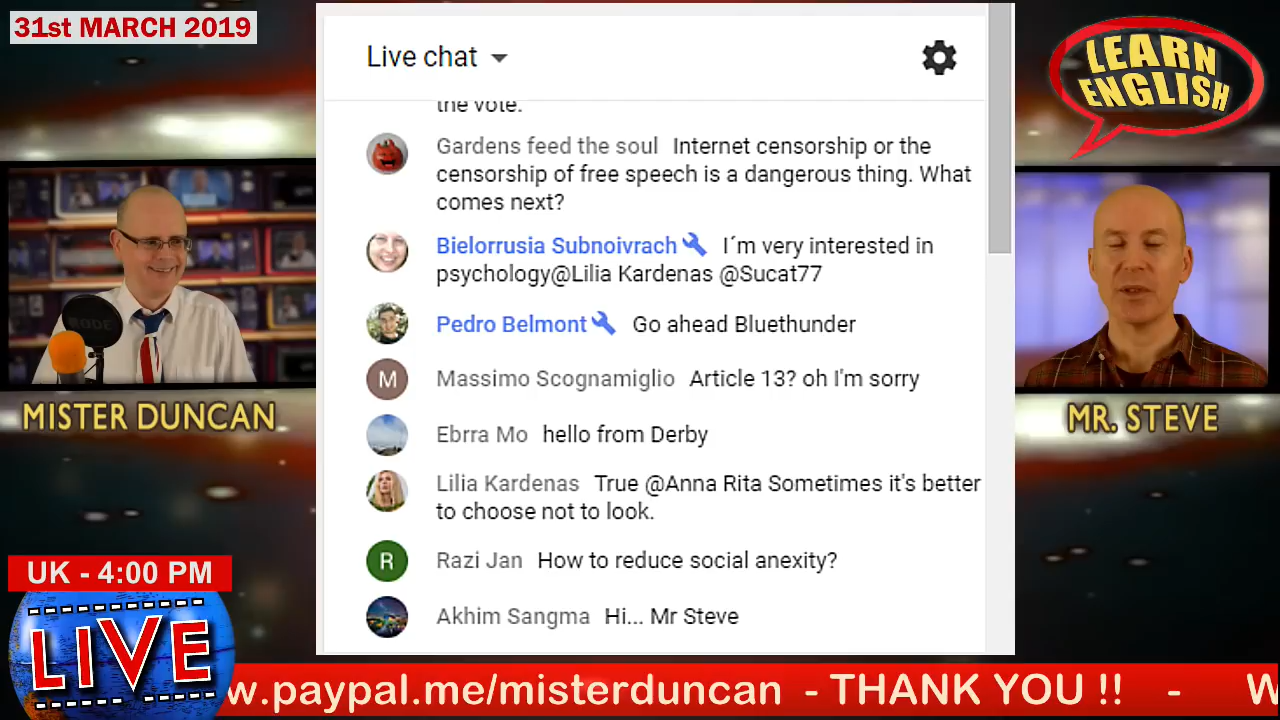 31st MARCH 2019
Live chat
LEARN
ENGLISH
the vote.
Gardens feed the soul Internet censorship or the
censorship of free speech is a dangerous thing. What
comes next?
Bielorrusia Subnoivrach I´m very interested in
psychology@Lilia Kardenas @Sucat77
Pedro Belmont Go ahead Bluethunder
M Massimo Scognamiglio Article 13? oh I'm sorry
Ebrra Mo hello from Derby
Lilia Kardenas True @Anna Rita Sometimes it's better
to choose not to look.
R Razi Jan How to reduce social anexity?
Akhim Sangma Hi... Mr Steve
RODE
MISTER DUNCAN
MR. STEVE
UK - 4:00 PM
LIVE
w.paypal.me/misterduncan - THANK YOU !! - W